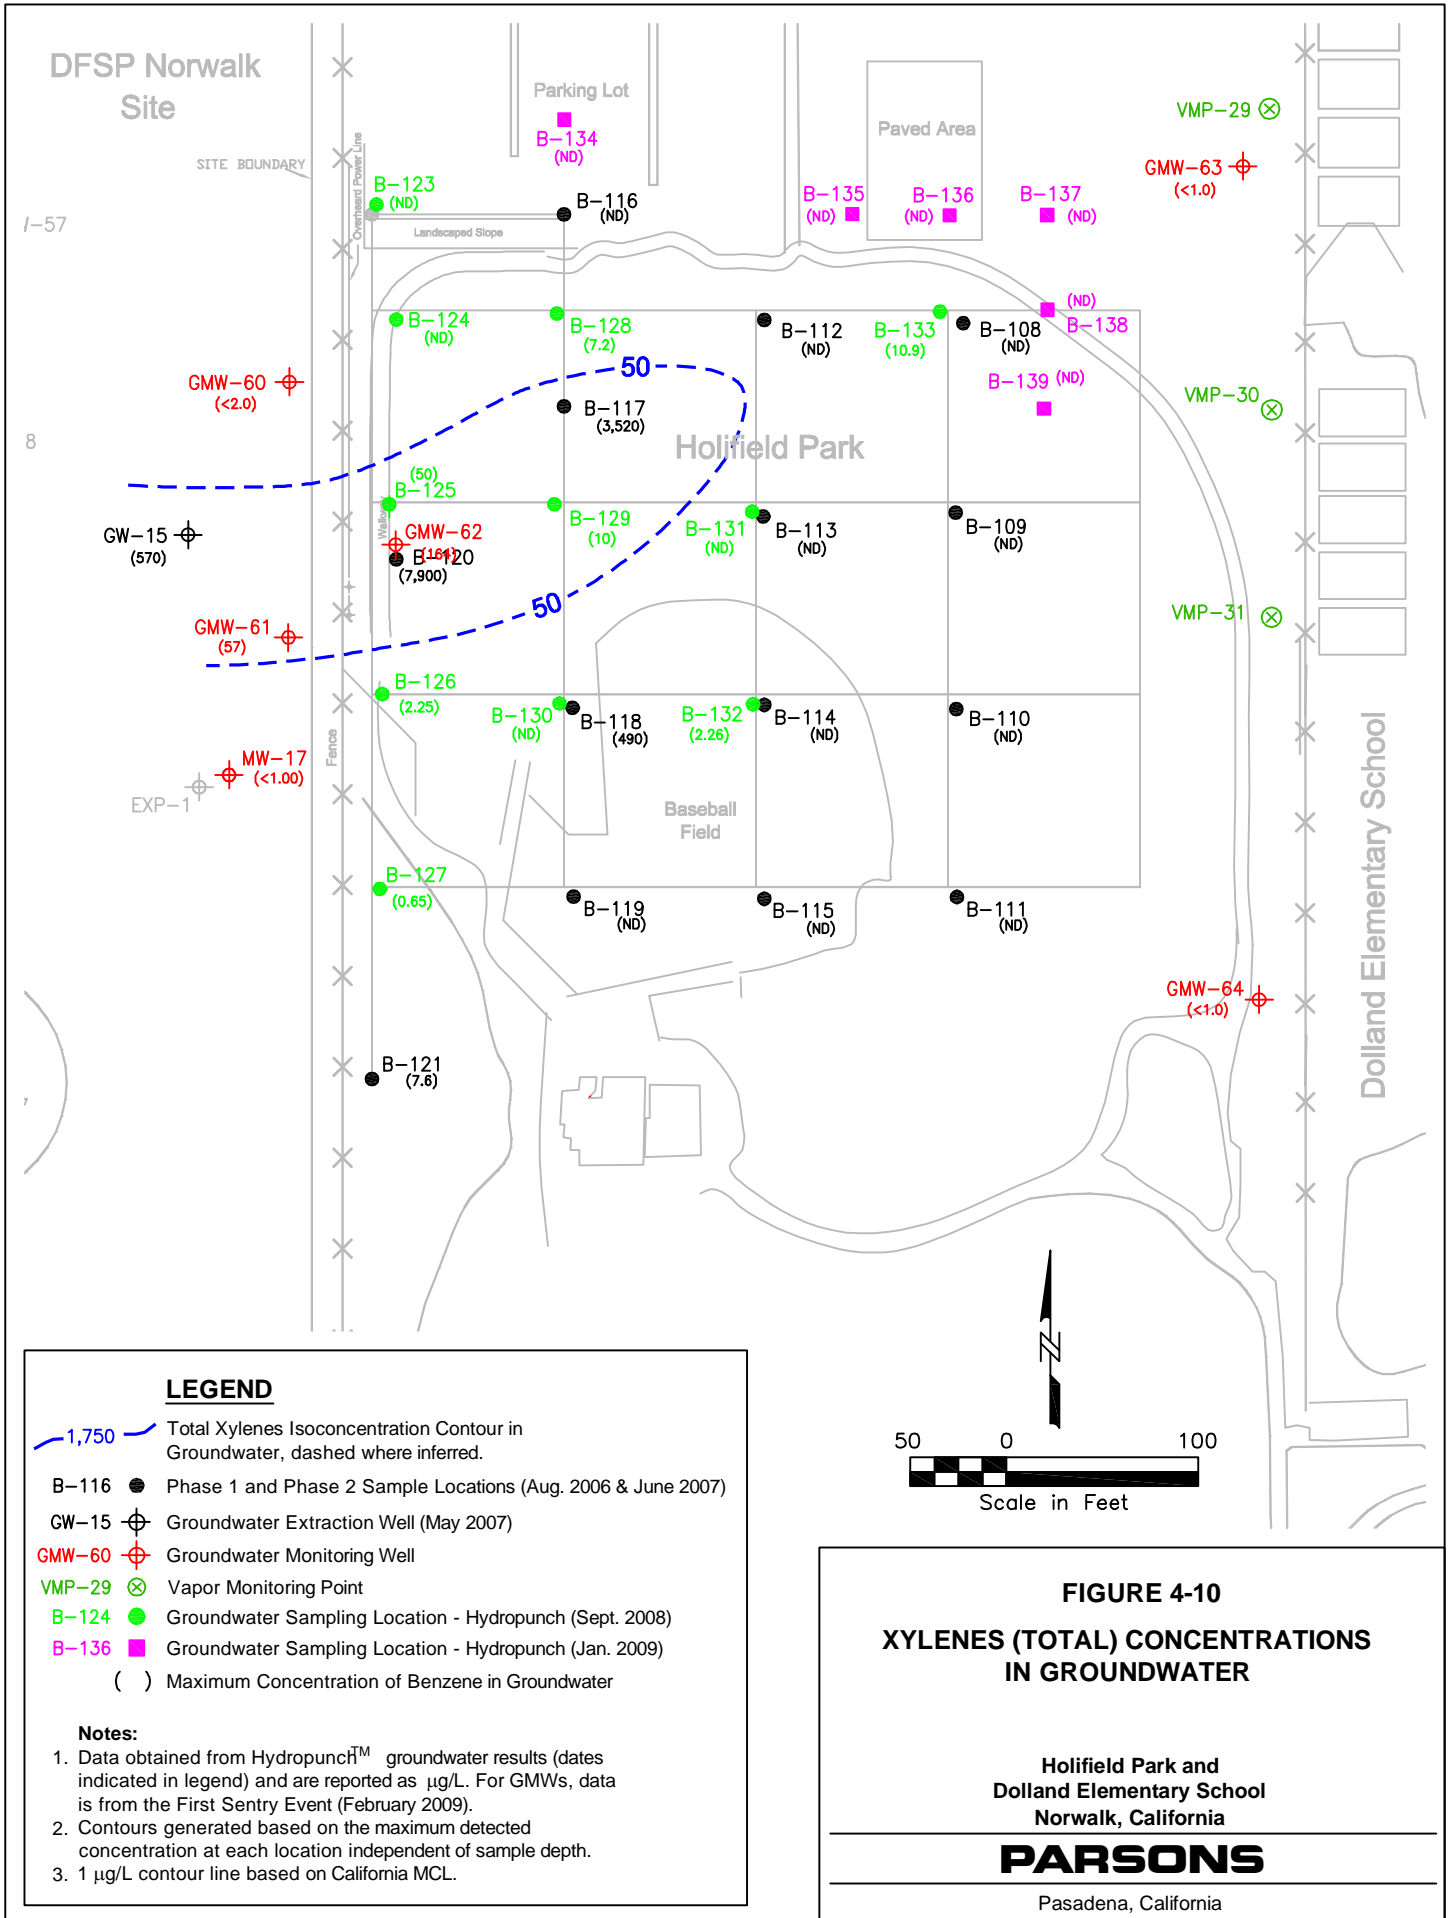 DFSP Norwalk
Site
SITE BOUNDARY
Overheard Power Line
Parking Lot
B-134
(ND)
Paved Area
VMP-29
GMW-63
(<1.0)
B-123
(ND)
B-116
(ND)
Landscaped Slope
B-135
(ND)
B-136
(ND)
B-137
(ND)
B-124
(ND)
B-128
(7.2)
B-112
(ND)
B-133
(10.9)
B-108
(ND)
(ND)
B-138
GMW-60
(<2.0)
50
B-117
(3,520)
B-139 (ND)
VMP-30
8
Holifield Park
(50)
B-125
Walkway
GW-15
(570)
GMW-62
(164)
B-120
(7,900)
B-129
(10)
B-131
(ND)
B-113
(ND)
B-109
(ND)
50
GMW-61
(57)
VMP-31
B-126
(2.25)
B-130
(ND)
B-118
(490)
B-132
(2.26)
B-114
(ND)
B-110
(ND)
Fence
MW-17
(<1.00)
EXP-1
Baseball
Field
Dolland Elementary School
B-127
(0.65)
B-119
(ND)
B-115
(ND)
B-111
(ND)
GMW-64
(<1.0)
B-121
(7.6)
N
50 0 100
Scale in Feet
LEGEND
1,750 Total Xylenes Isoconcentration Contour in
Groundwater, dashed where inferred.
B-116 Phase 1 and Phase 2 Sample Locations (Aug. 2006 & June 2007)
GW-15 Groundwater Extraction Well (May 2007)
GMW-60 Groundwater Monitoring Well
VMP-29 Vapor Monitoring Point
B-124 Groundwater Sampling Location - Hydropunch (Sept. 2008)
B-136 Groundwater Sampling Location - Hydropunch (Jan. 2009)
( ) Maximum Concentration of Benzene in Groundwater
Notes:
1. Data obtained from Hydropunch™ groundwater results (dates
indicated in legend) and are reported as µg/L. For GMWs, data
is from the First Sentry Event (February 2009).
2. Contours generated based on the maximum detected
concentration at each location independent of sample depth.
3. 1 µg/L contour line based on California MCL.
FIGURE 4-10
XYLENES (TOTAL) CONCENTRATIONS
IN GROUNDWATER
Holifield Park and
Dolland Elementary School
Norwalk, California
PARSONS
Pasadena, California